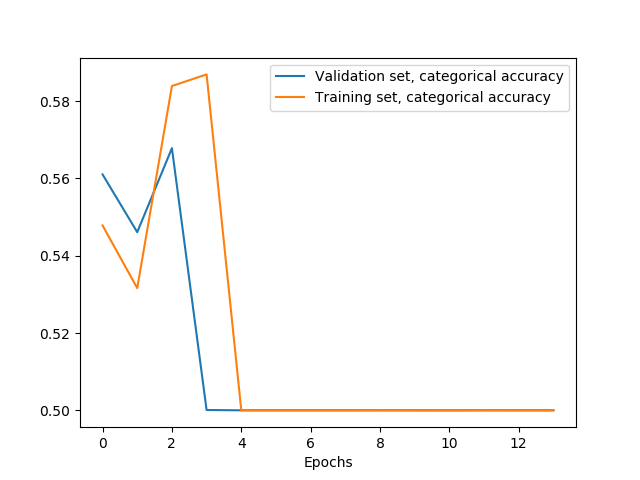 Validation set, categorical accuracy
Training set, categorical accuracy
0.58
0.56
0.54
0.52
0.50
0 2 4 6 8 10 12
Epochs